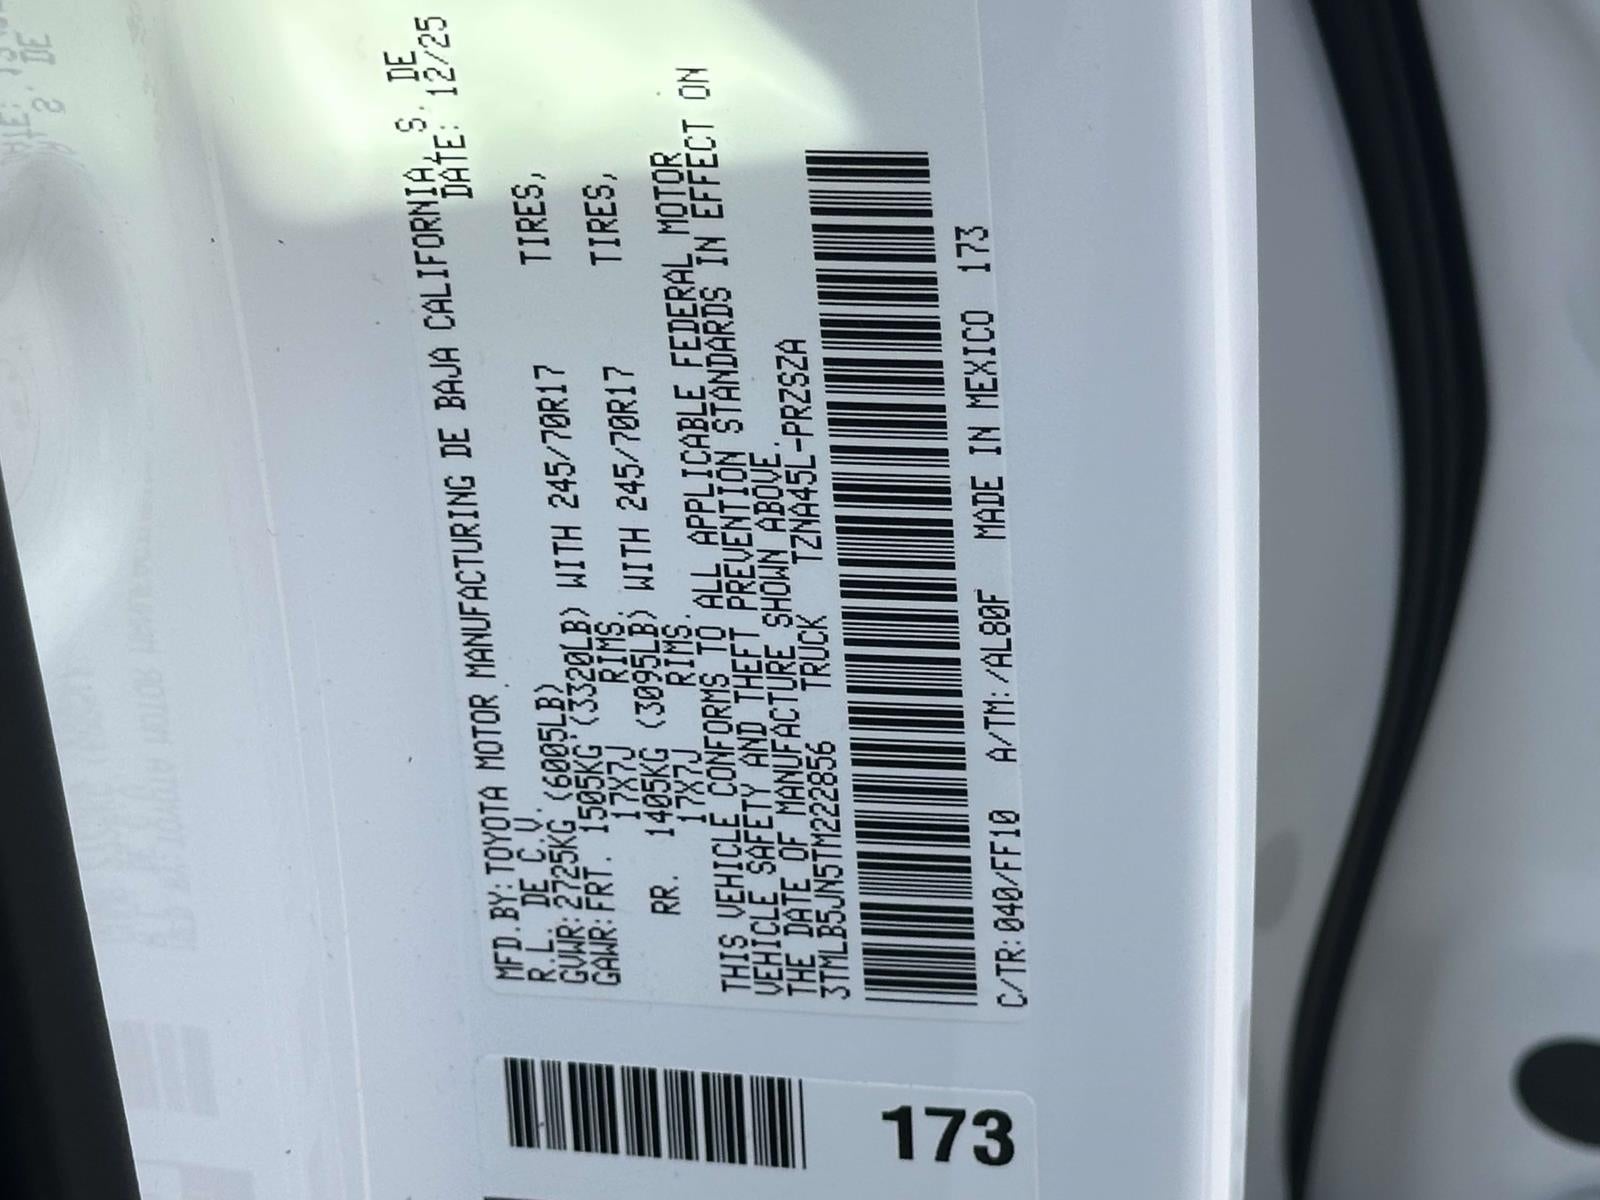 MFD.BY:TOYOTA MOTOR MANUFACTURING DE BAJA CALIFORNIA,S. DE
R.L. DE C.V. DATE: 12/25
GVWR:2725KG (6005LB)
GAWR:FRT. 1505KG (3320LB) WITH 245/70R17 TIRES,
17X7J RIMS,
RR. 1405KG (3095LB) WITH 245/70R17 TIRES,
17X7J RIMS.
THIS VEHICLE CONFORMS TO ALL APPLICABLE FEDERAL MOTOR
VEHICLE SAFETY AND THEFT PREVENTION STANDARDS IN EFFECT ON
THE DATE OF MANUFACTURE SHOWN ABOVE.
3TMLB5JN5TM222856 TRUCK TZNA45L-PRZSZA
C/TR:040/FF10 A/TM:/AL80F MADE IN MEXICO 173
173